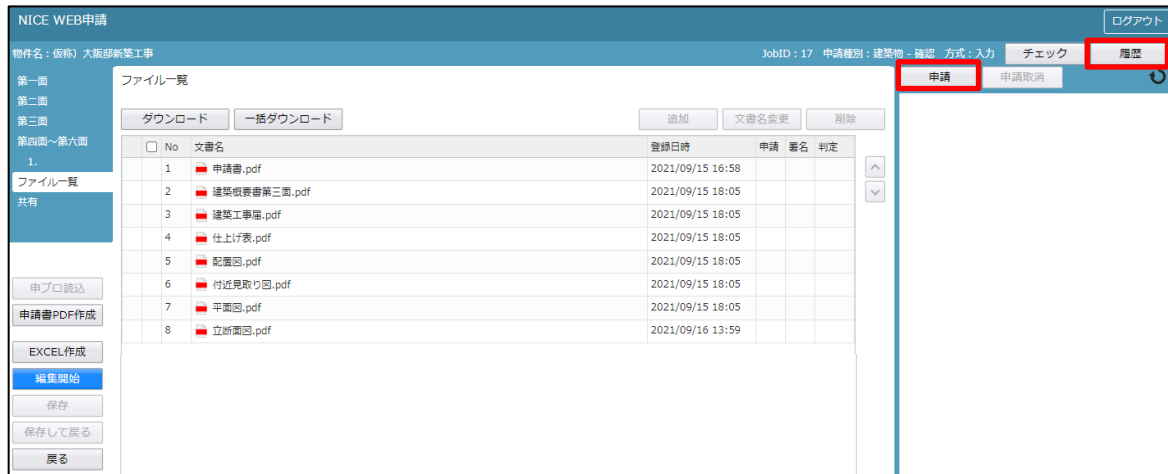 NICE WEB申請 ログアウト
物件名：仮称）大阪邸新築工事 JobID：17 申請種別：建築物 - 確認 方式：入力 チェック 履歴
第一面
第二面
第三面
第四面～第六面
1.
ファイル一覧
共有
申プロ読込
申請書PDF作成
EXCEL作成
編集開始
保存
保存して戻る
戻る
ファイル一覧
ダウンロード 一括ダウンロード 追加 文書名変更 削除
No 文書名 登録日時 申請 署名 判定
1 申請書.pdf 2021/09/15 16:58
2 建築概要書第三面.pdf 2021/09/15 18:05
3 建築工事届.pdf 2021/09/15 18:05
4 仕上げ表.pdf 2021/09/15 18:05
5 配置図.pdf 2021/09/15 18:05
6 付近見取り図.pdf 2021/09/15 18:05
7 平面図.pdf 2021/09/15 18:05
8 立断面図.pdf 2021/09/16 13:59
申請 申請取消